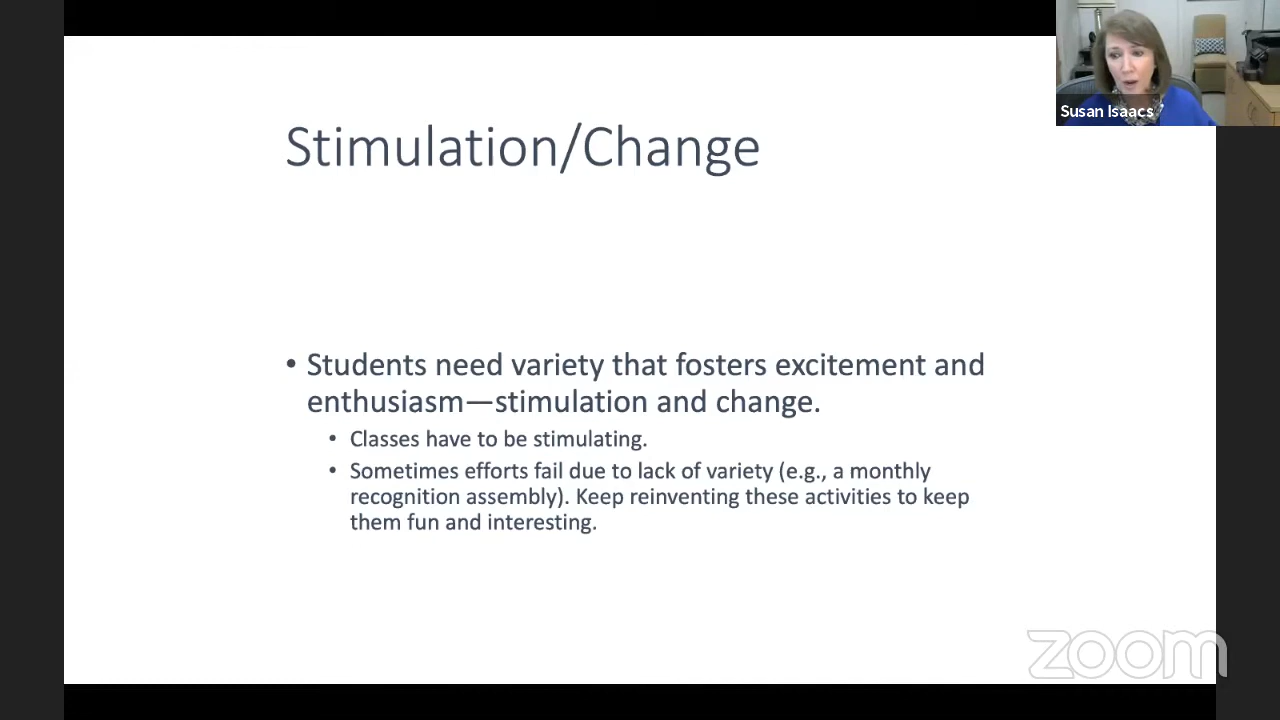 Susan Isaacs
Stimulation/Change
• Students need variety that fosters excitement and
enthusiasm—stimulation and change.
• Classes have to be stimulating.
• Sometimes efforts fail due to lack of variety (e.g., a monthly
recognition assembly). Keep reinventing these activities to keep
them fun and interesting.
zoom